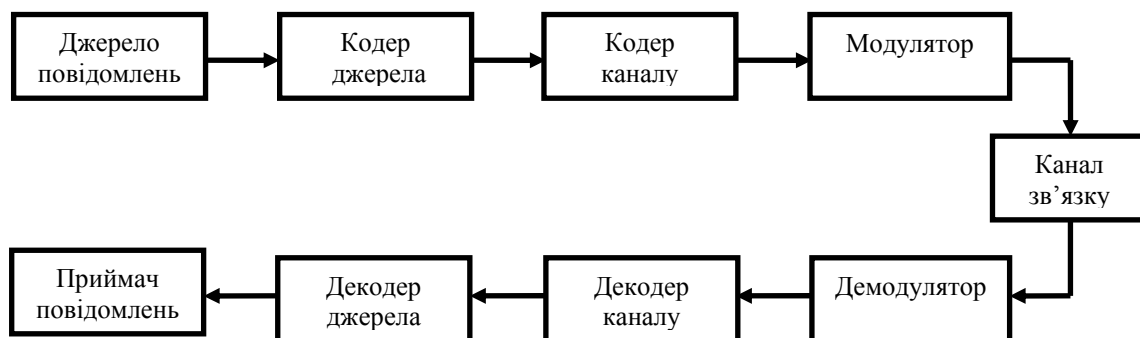 Джерело
повідомлень
Кодер
джерела
Кодер
каналу
Модулятор
Канал
зв’язку
Приймач
повідомлень
Декодер
джерела
Декодер
каналу
Демодулятор